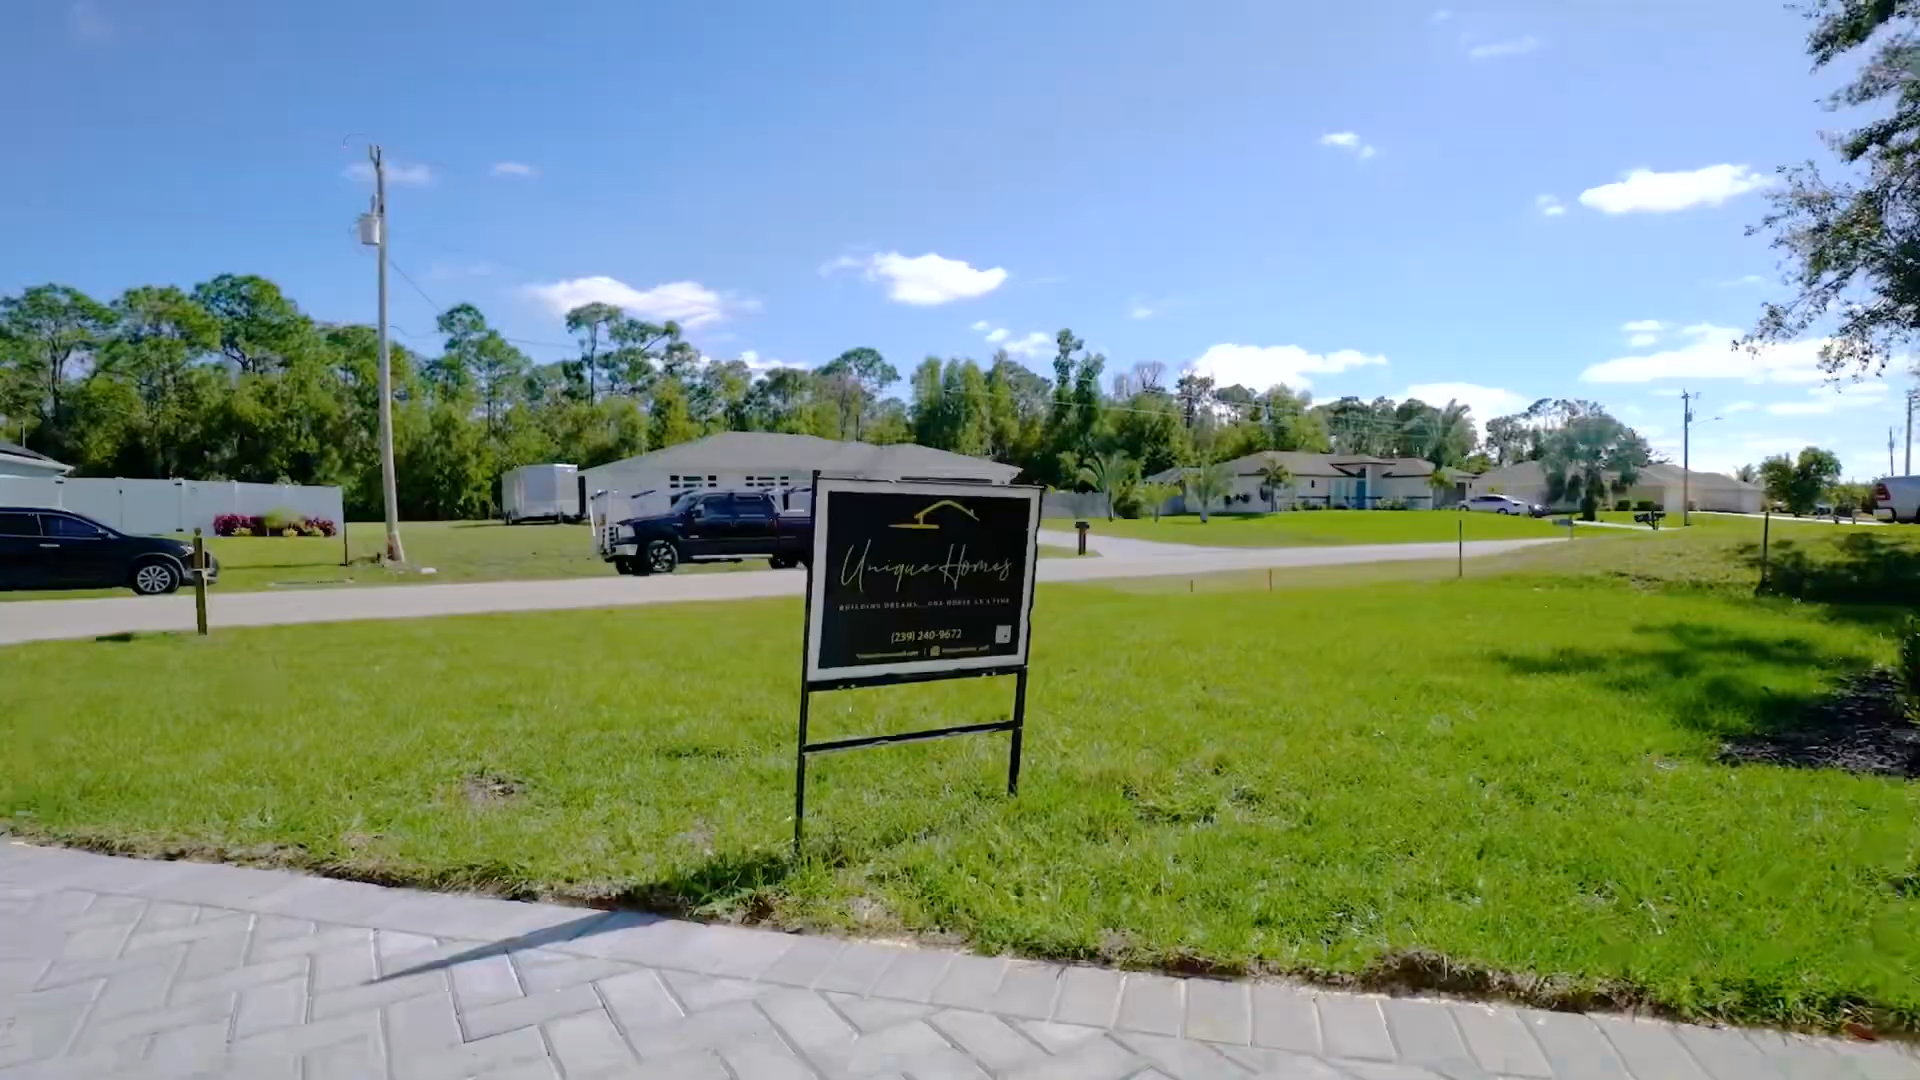 Unique Homes
BUILDING DREAMS... ONE HOUSE AT A TIME
(239) 240-9672